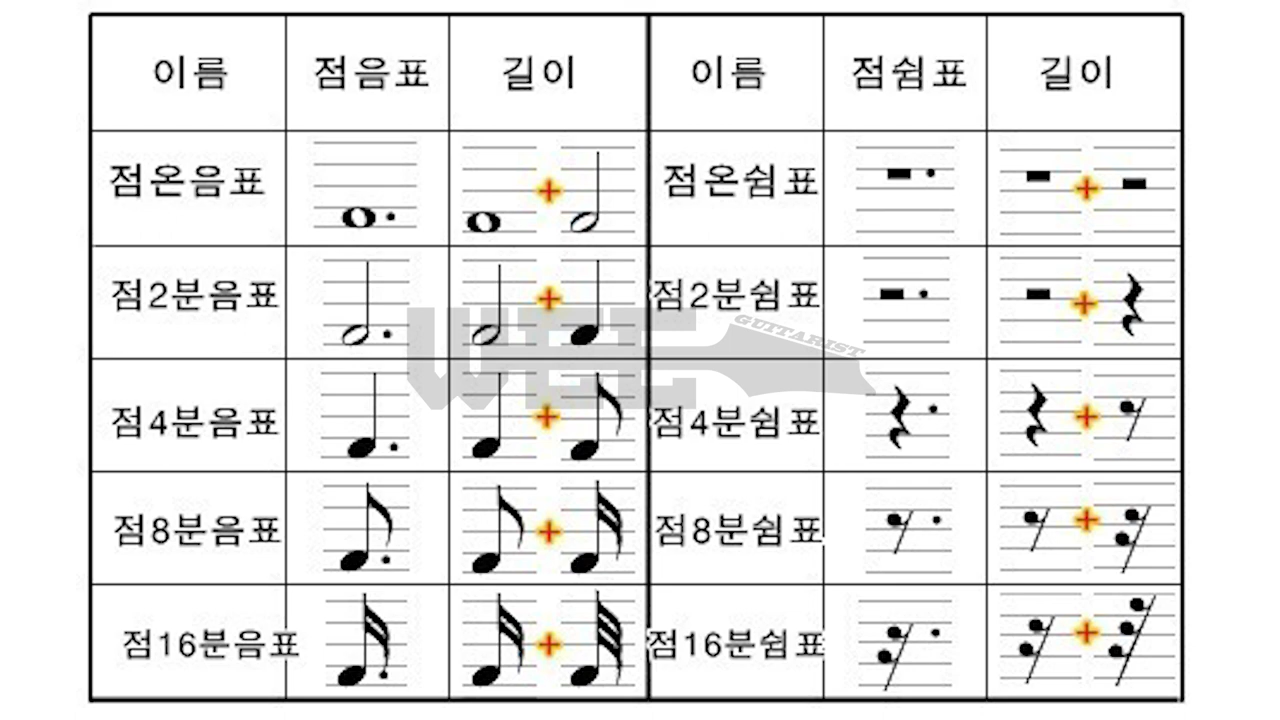 이름 점음표 길이 이름 점쉼표 길이
점온음표 점온쉼표
점2분음표 점2분쉼표
WEE GUITARIST
점4분음표 점4분쉼표
점8분음표 점8분쉼표
점16분음표 점16분쉼표